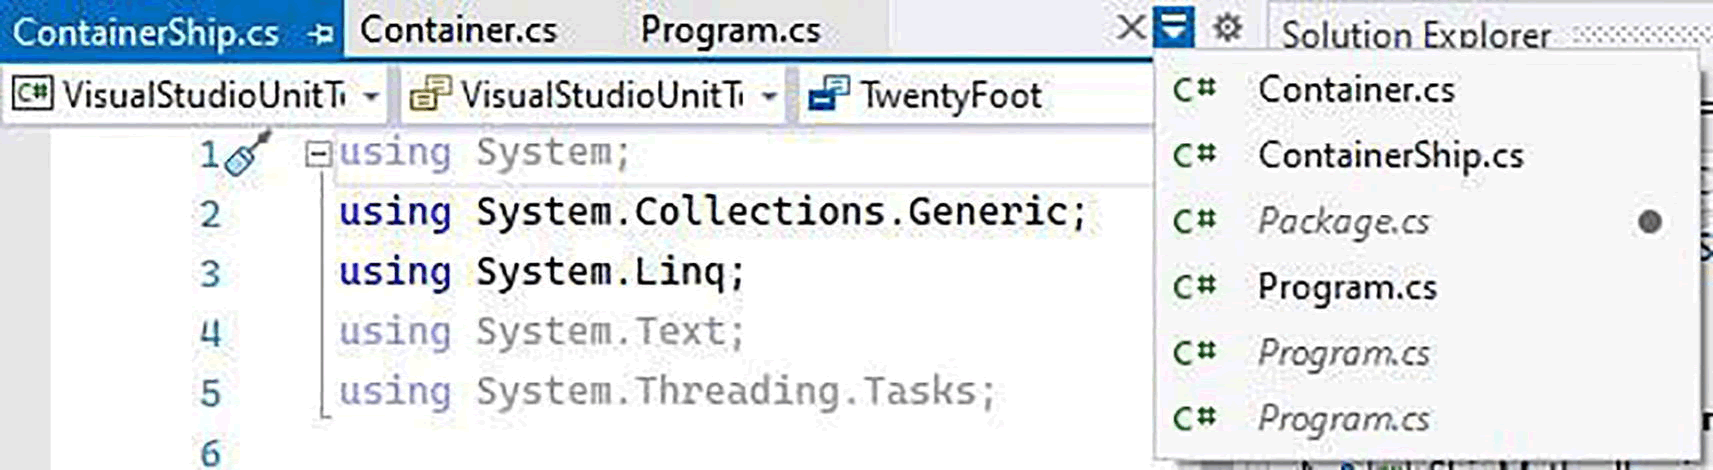 ContainerShip.cs Container.cs Program.cs Solution Explorer
C# VisualStudioUnitTe VisualStudioUnitTe TwentyFoot
1 using System;
2 using System.Collections.Generic;
3 using System.Linq;
4 using System.Text;
5 using System.Threading.Tasks;
6
C# Container.cs
C# ContainerShip.cs
C# Package.cs
C# Program.cs
C# Program.cs
C# Program.cs